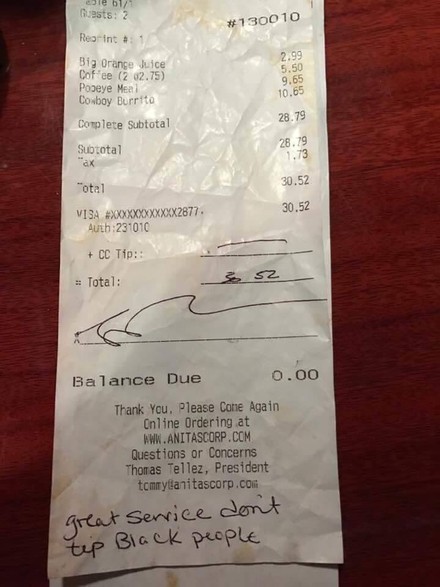 Table 61/1
Guests: 2
#130010
Reprint #: 1
Big Orange Juice 2.99
Coffee (2 @2.75) 5.50
Popeye Meal 9.65
Cowboy Burrito 10.65
Complete Subtotal 28.79
Subtotal 28.79
Tax 1.73
Total 30.52
VISA #XXXXXXXXXXXX2877. 30.52
Auth:231010
+ CC Tip::
= Total: 30 52
x
Balance Due 0.00
Thank You, Please Come Again
Online Ordering at
WWW.ANITASCORP.COM
Questions or Concerns
Thomas Tellez, President
tommy@anitascorp.com
great service don't
tip Black people